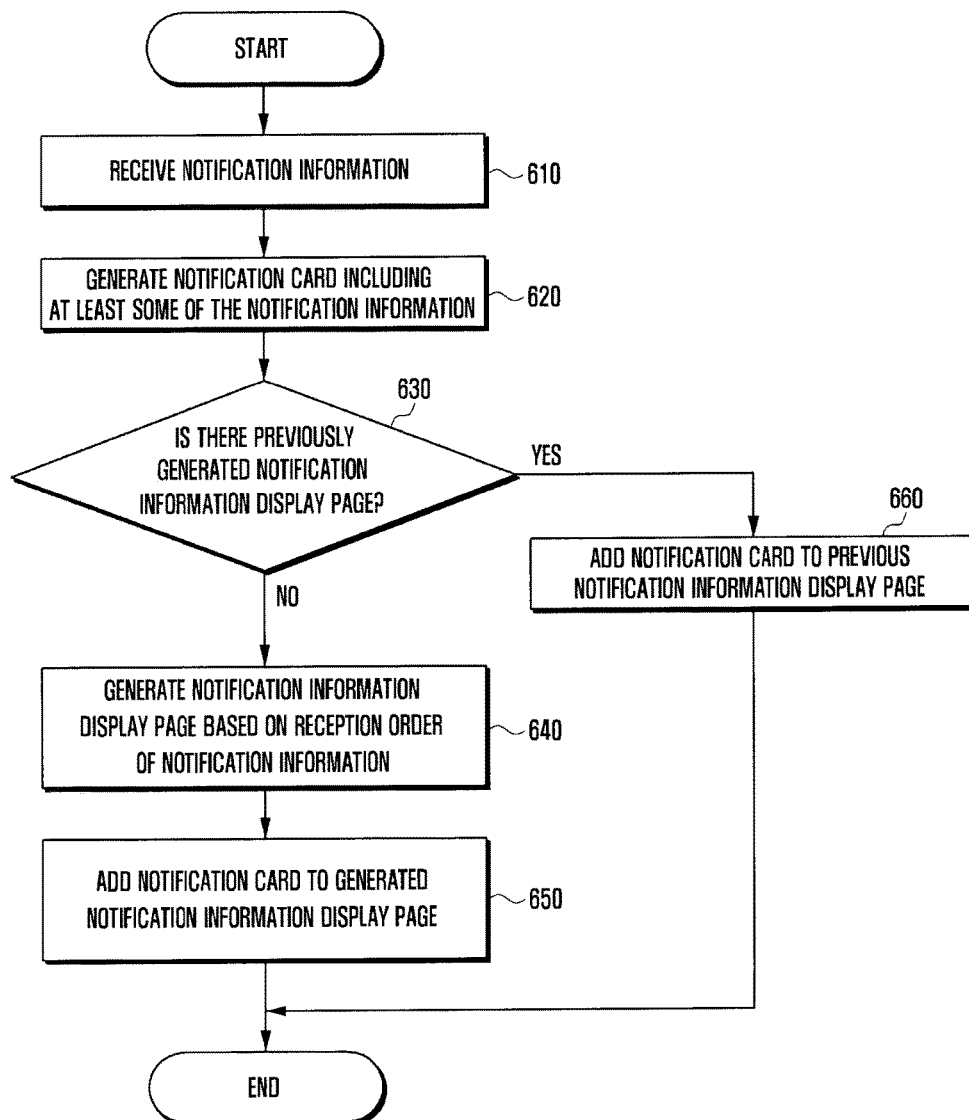 START
RECEIVE NOTIFICATION INFORMATION
610
GENERATE NOTIFICATION CARD INCLUDING
AT LEAST SOME OF THE NOTIFICATION INFORMATION
620
630
IS THERE PREVIOUSLY
GENERATED NOTIFICATION
INFORMATION DISPLAY PAGE?
YES
660
ADD NOTIFICATION CARD TO PREVIOUS
NOTIFICATION INFORMATION DISPLAY PAGE
NO
GENERATE NOTIFICATION INFORMATION
DISPLAY PAGE BASED ON RECEPTION ORDER
OF NOTIFICATION INFORMATION
640
ADD NOTIFICATION CARD TO GENERATED
NOTIFICATION INFORMATION DISPLAY PAGE
650
END